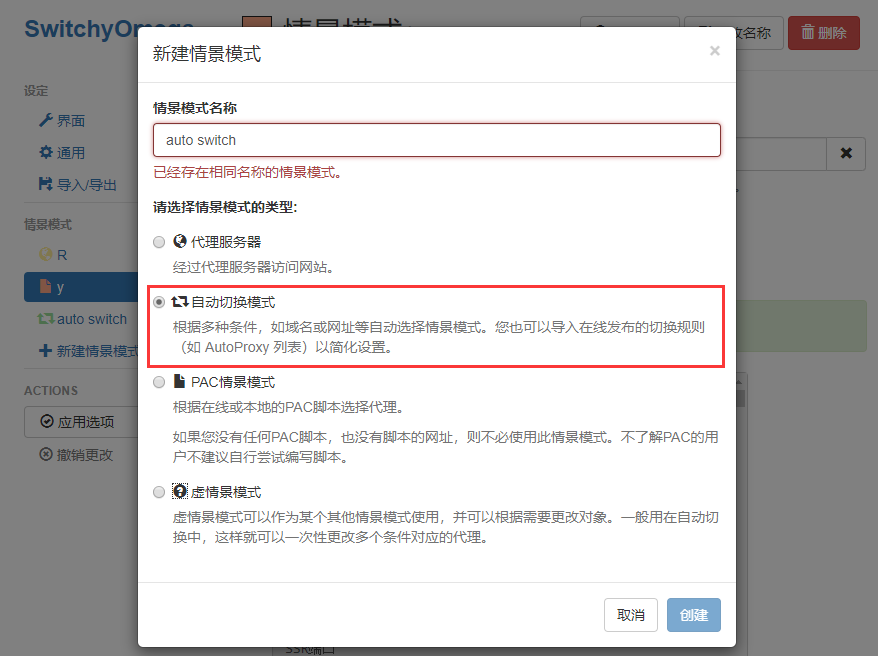 SwitchyOmega
情景模式:
改名称
删除
设定
界面
通用
导入/导出
情景模式
R
y
auto switch
新建情景模式
ACTIONS
应用选项
撤销更改
新建情景模式
×
情景模式名称
auto switch
已经存在相同名称的情景模式。
请选择情景模式的类型:
代理服务器
经过代理服务器访问网站。
自动切换模式
根据多种条件，如域名或网址等自动选择情景模式。您也可以导入在线发布的切换规则
（如 AutoProxy 列表）以简化设置。
PAC情景模式
根据在线或本地的PAC脚本选择代理。
如果您没有任何PAC脚本，也没有脚本的网址，则不必使用此情景模式。不了解PAC的用
户不建议自行尝试编写脚本。
虚情景模式
虚情景模式可以作为某个其他情景模式使用，并可以根据需要更改对象。一般用在自动切
换中，这样就可以一次性更改多个条件对应的代理。
取消
创建
SSR端口